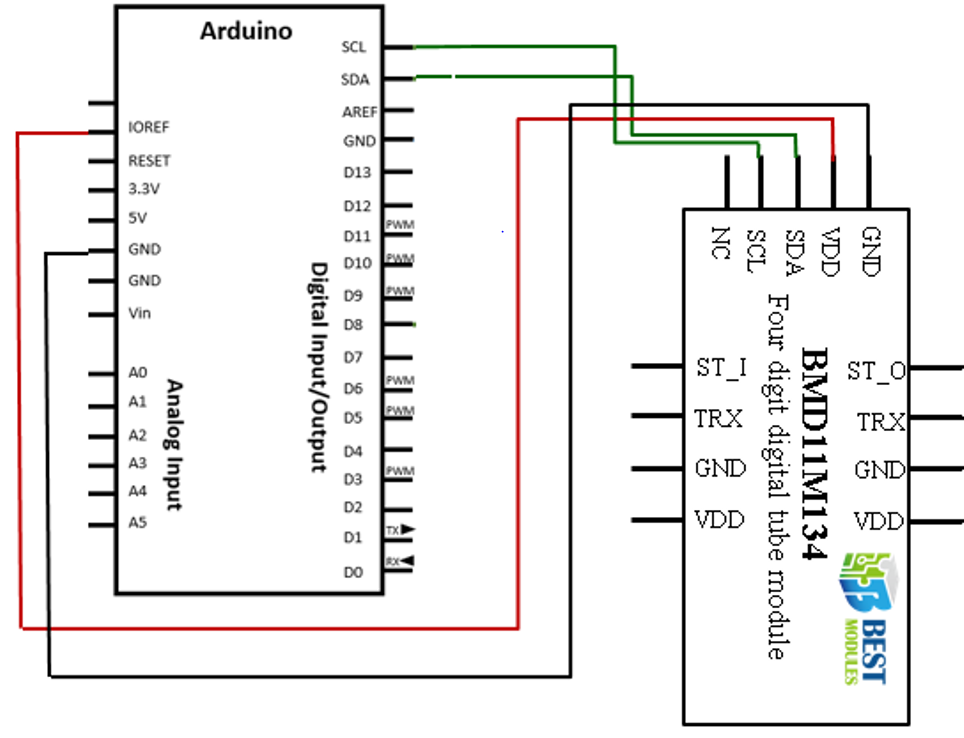 Arduino
IOREF
RESET
3.3V
5V
GND
GND
Vin
A0
A1
A2
A3
A4
A5
Analog Input
Digital Input/Output
SCL
SDA
AREF
GND
D13
D12
PWM
D11
PWM
D10
PWM
D9
D8
D7
PWM
D6
PWM
D5
D4
PWM
D3
D2
TX
D1
RX
D0
NC
SCL
SDA
VDD
GND
ST_I
TRX
GND
VDD
BMD11M134
Four digit digital tube module
ST_O
TRX
GND
VDD
BEST
MODULES